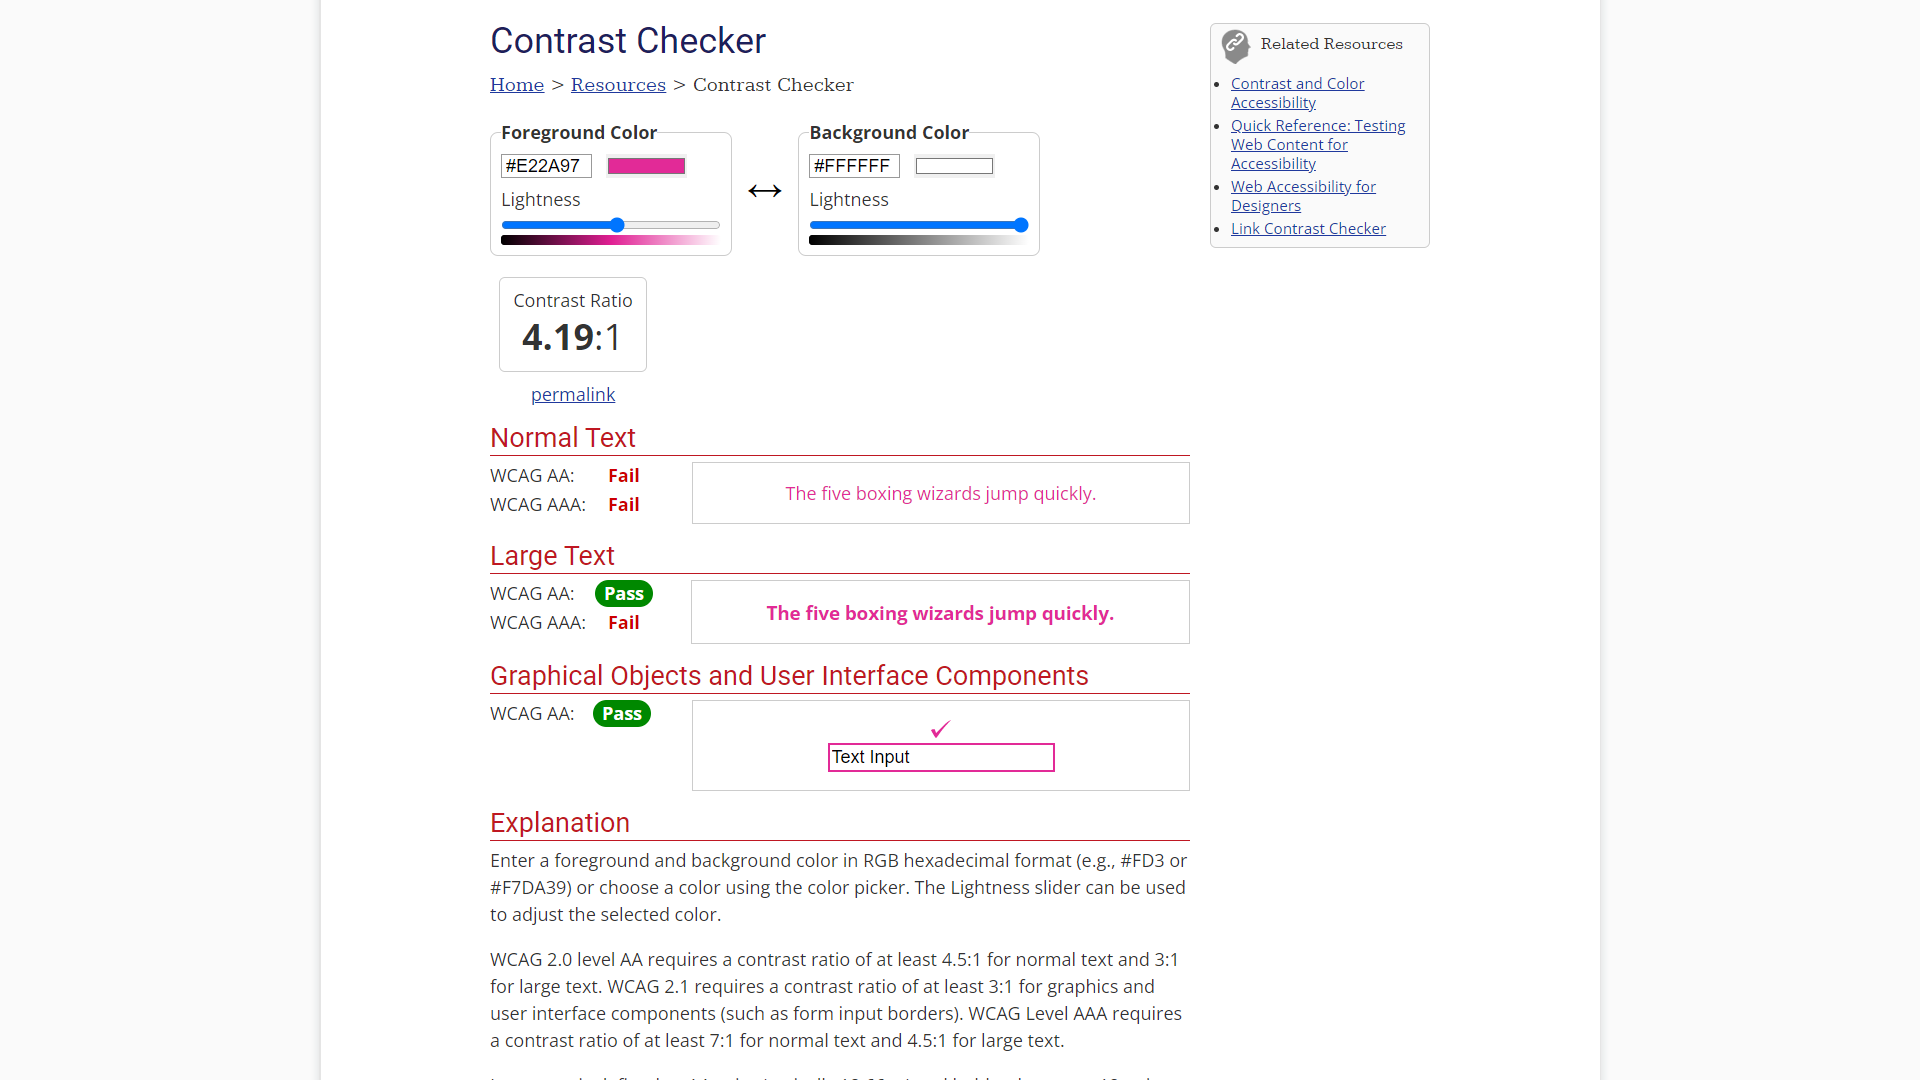 Contrast Checker
Home > Resources > Contrast Checker
Foreground Color
#E22A97
Lightness
Background Color
#FFFFFF
Lightness
Contrast Ratio
4.19:1
permalink
Normal Text
WCAG AA: Fail
WCAG AAA: Fail
The five boxing wizards jump quickly.
Large Text
WCAG AA: Pass
WCAG AAA: Fail
The five boxing wizards jump quickly.
Graphical Objects and User Interface Components
WCAG AA: Pass
Text Input
Explanation
Enter a foreground and background color in RGB hexadecimal format (e.g., #FD3 or
#F7DA39) or choose a color using the color picker. The Lightness slider can be used
to adjust the selected color.
WCAG 2.0 level AA requires a contrast ratio of at least 4.5:1 for normal text and 3:1
for large text. WCAG 2.1 requires a contrast ratio of at least 3:1 for graphics and
user interface components (such as form input borders). WCAG Level AAA requires
a contrast ratio of at least 7:1 for normal text and 4.5:1 for large text.
Related Resources
Contrast and Color
Accessibility
Quick Reference: Testing
Web Content for
Accessibility
Web Accessibility for
Designers
Link Contrast Checker